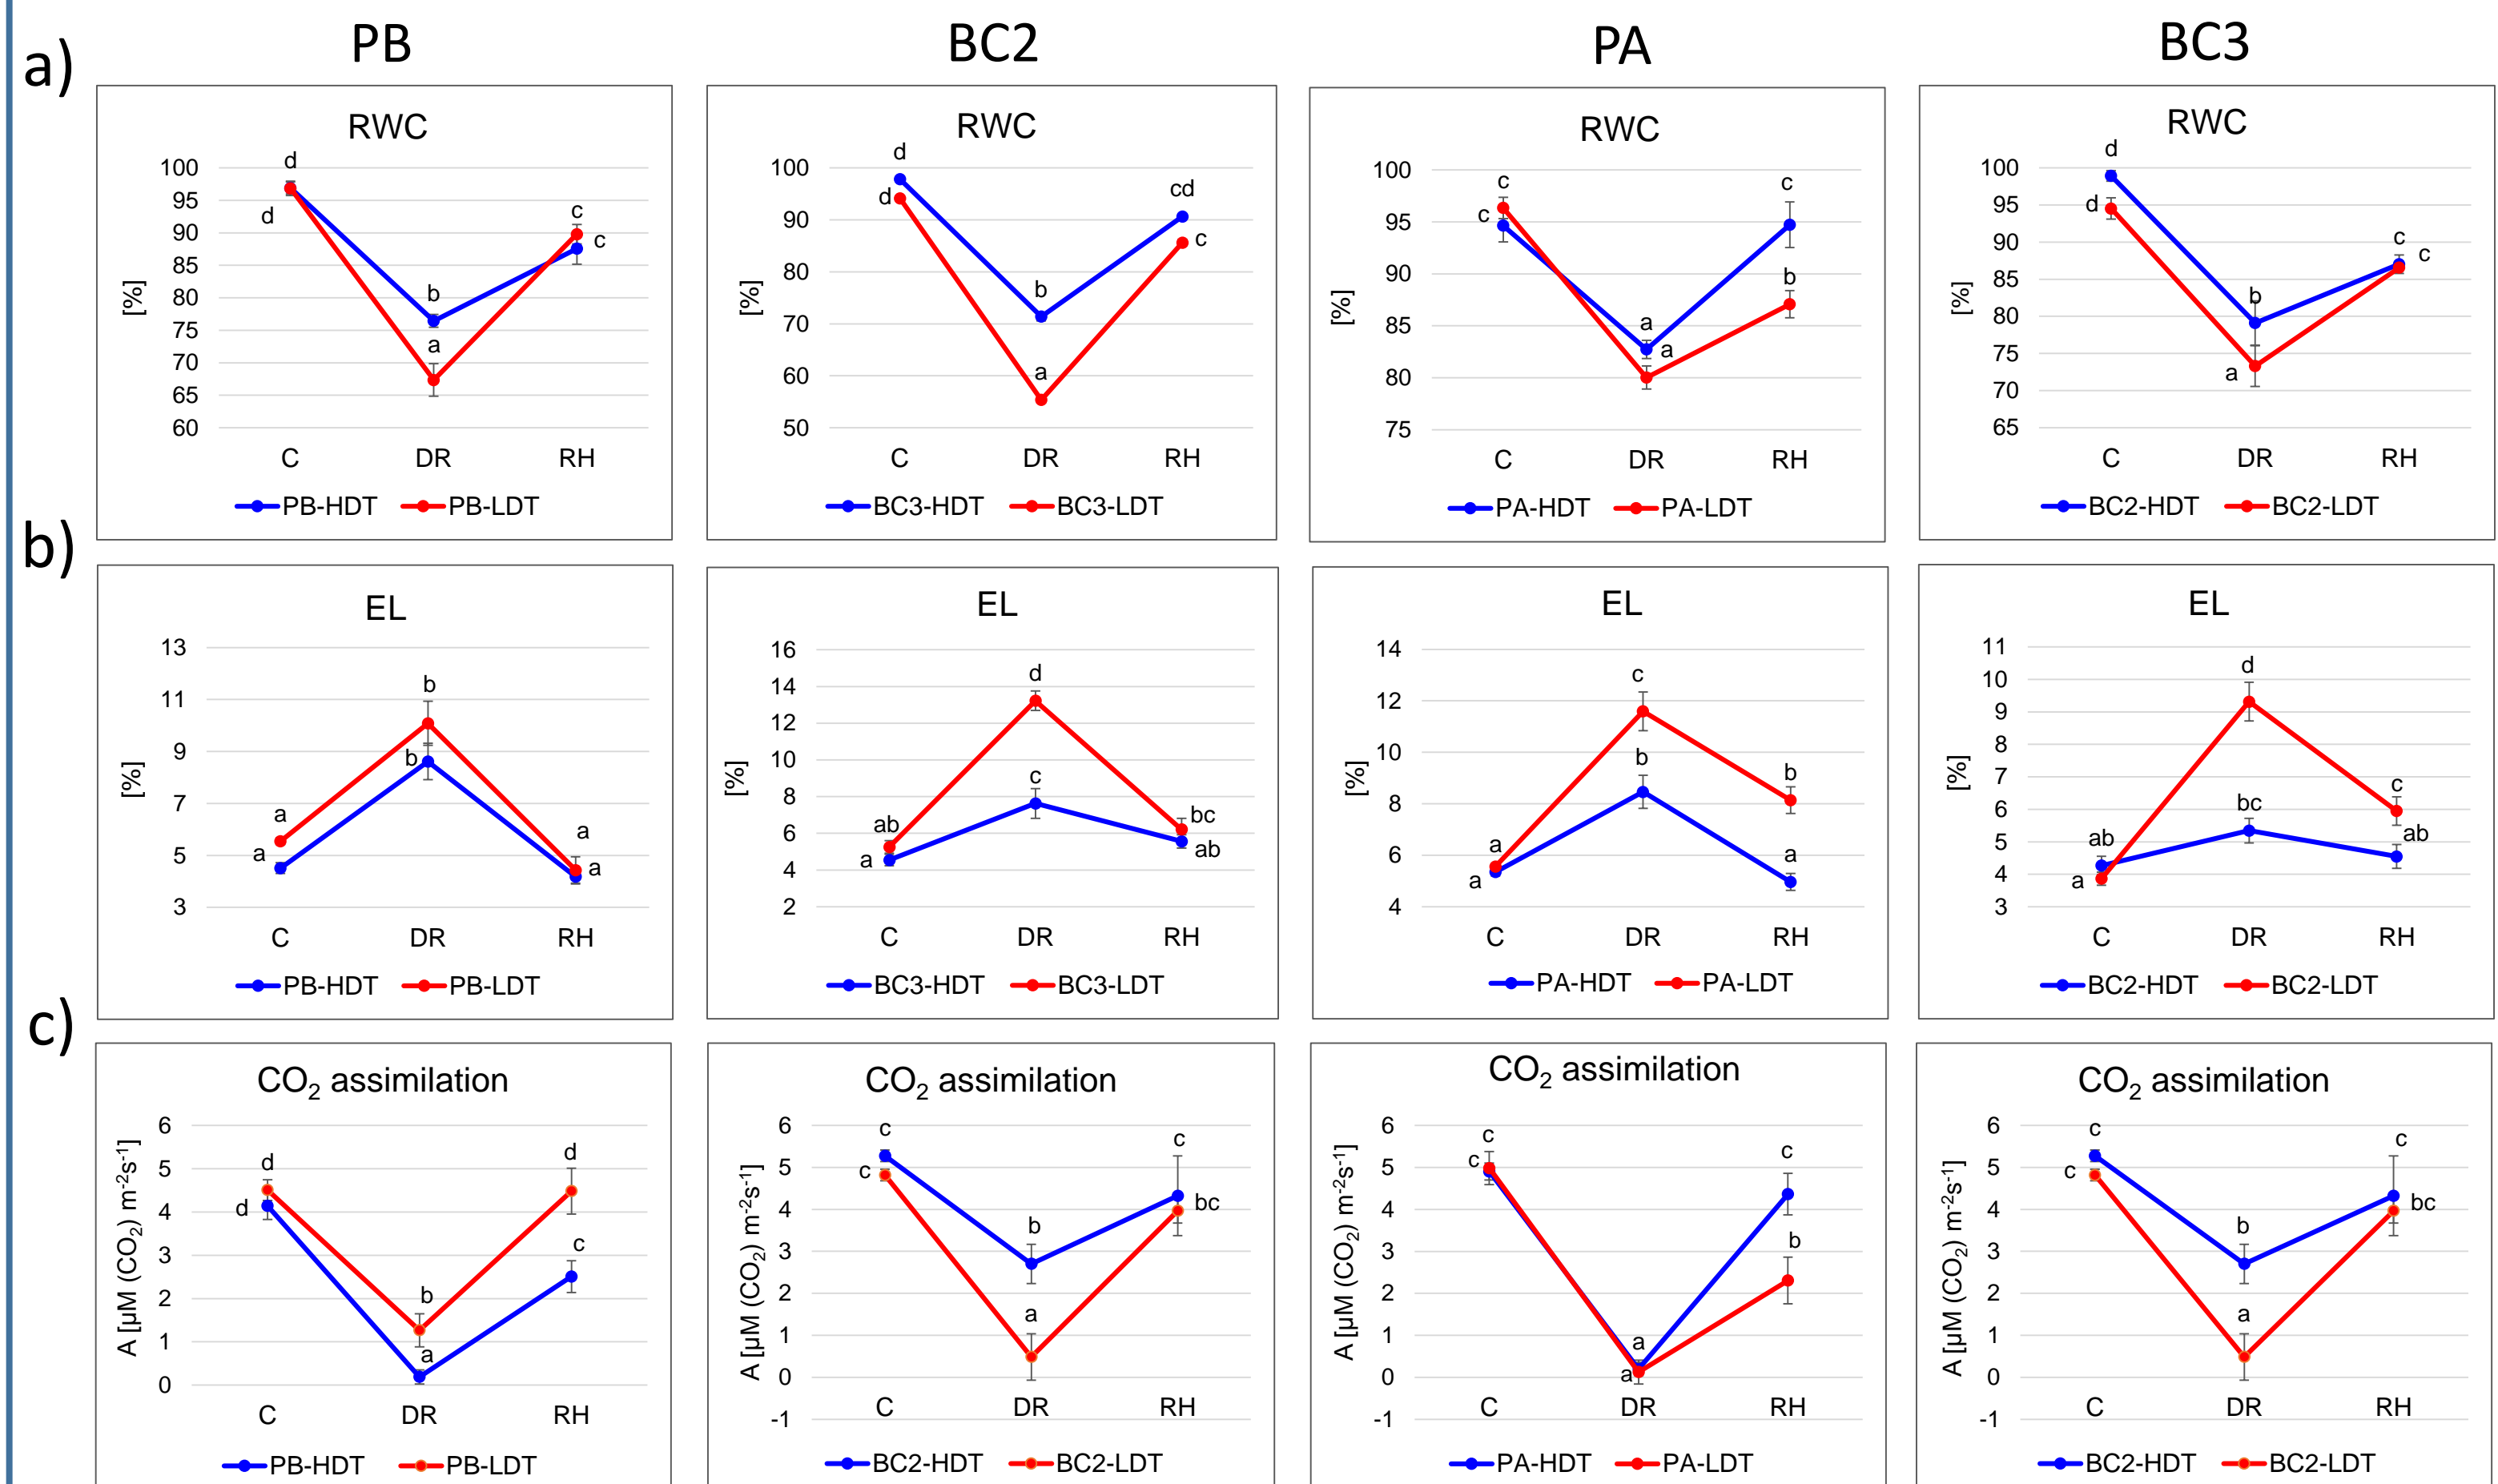 PB BC2 PA BC3
a)
RWC
100
95
90
85
80
75
70
65
60
[%]
d
d
b
a
c
c
C DR RH
PB-HDT PB-LDT
RWC
100
90
80
70
60
50
[%]
d
d
b
a
cd
c
C DR RH
BC3-HDT BC3-LDT
RWC
100
95
90
85
80
75
[%]
c
c
a
a
c
b
C DR RH
PA-HDT PA-LDT
RWC
100
95
90
85
80
75
70
65
[%]
d
d
b
a
c
c
C DR RH
BC2-HDT BC2-LDT
b)
EL
13
11
9
7
5
3
[%]
a
a
b
b
a
a
C DR RH
PB-HDT PB-LDT
EL
16
14
12
10
8
6
4
2
[%]
ab
a
d
c
bc
ab
C DR RH
BC3-HDT BC3-LDT
EL
14
12
10
8
6
4
[%]
a
a
c
b
b
a
C DR RH
PA-HDT PA-LDT
EL
11
10
9
8
7
6
5
4
3
[%]
ab
a
d
bc
c
ab
C DR RH
BC2-HDT BC2-LDT
c)
CO₂ assimilation
6
5
4
3
2
1
0
A [µM (CO₂) m⁻²s⁻¹]
d
d
b
a
d
c
C DR RH
PB-HDT PB-LDT
CO₂ assimilation
6
5
4
3
2
1
0
-1
A [µM (CO₂) m⁻²s⁻¹]
c
c
b
a
c
bc
C DR RH
BC2-HDT BC2-LDT
CO₂ assimilation
6
5
4
3
2
1
0
-1
A [µM (CO₂) m⁻²s⁻¹]
c
c
a
a
c
b
C DR RH
PA-HDT PA-LDT
CO₂ assimilation
6
5
4
3
2
1
0
-1
A [µM (CO₂) m⁻²s⁻¹]
c
c
b
a
c
bc
C DR RH
BC2-HDT BC2-LDT